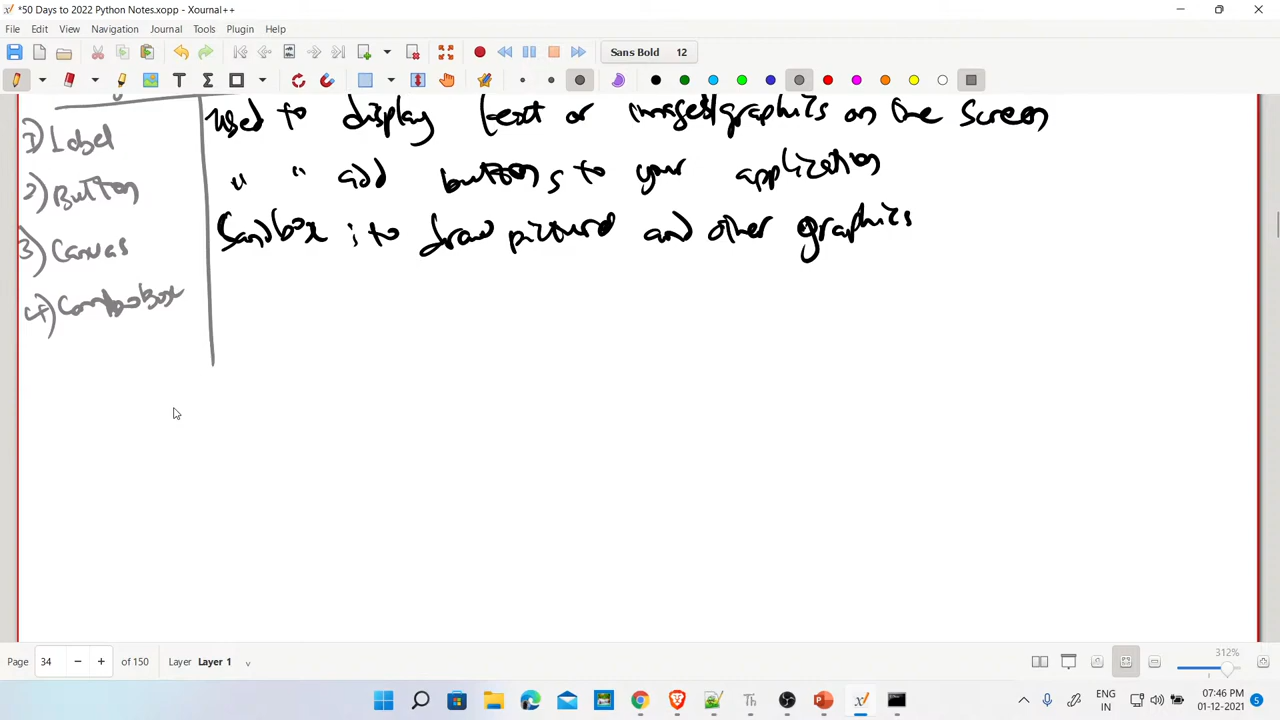 *50 Days to 2022 Python Notes.xopp - Xournal++
File Edit View Navigation Journal Tools Plugin Help
Sans Bold 12
used to display text or images/graphics on the screen
1) Label
" " add buttons to your application
2) Button
Sandbox ; to draw pictures and other graphics
3) Canvas
4) ComboBox
Page 34 of 150 Layer Layer 1
312%
ENG
IN
07:46 PM
01-12-2021
5